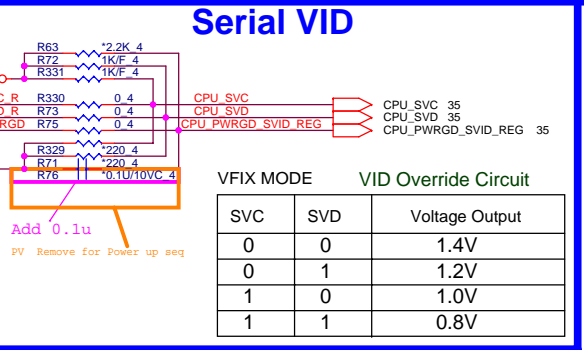 Serial VID
R63 *2.2K_4
R72 1K/F_4
R331 1K/F_4
C_R R330 0_4 CPU_SVC CPU_SVC 35
D_R R73 0_4 CPU_SVD CPU_SVD 35
RGD R75 0_4 CPU_PWRGD_SVID_REG CPU_PWRGD_SVID_REG 35
R329 *220_4
R71 *220_4
R76 *0.1U/10VC_4
Add 0.1u
PV Remove for Power up seq
VFIX MODE VID Override Circuit
SVC SVD Voltage Output
0 0 1.4V
0 1 1.2V
1 0 1.0V
1 1 0.8V